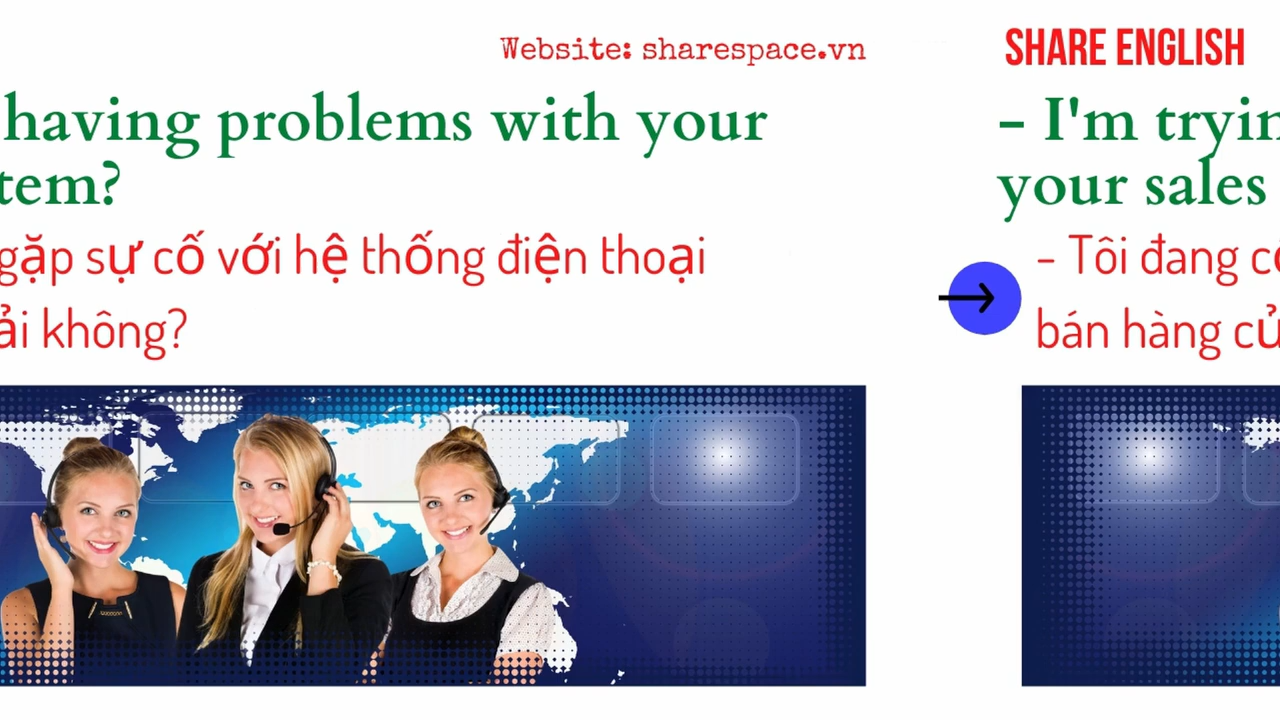 Website: sharespace.vn
having problems with your
tem?
gặp sự cố với hệ thống điện thoại
ải không?
SHARE ENGLISH
- I'm tryin
your sales
- Tôi đang cố
bán hàng củ